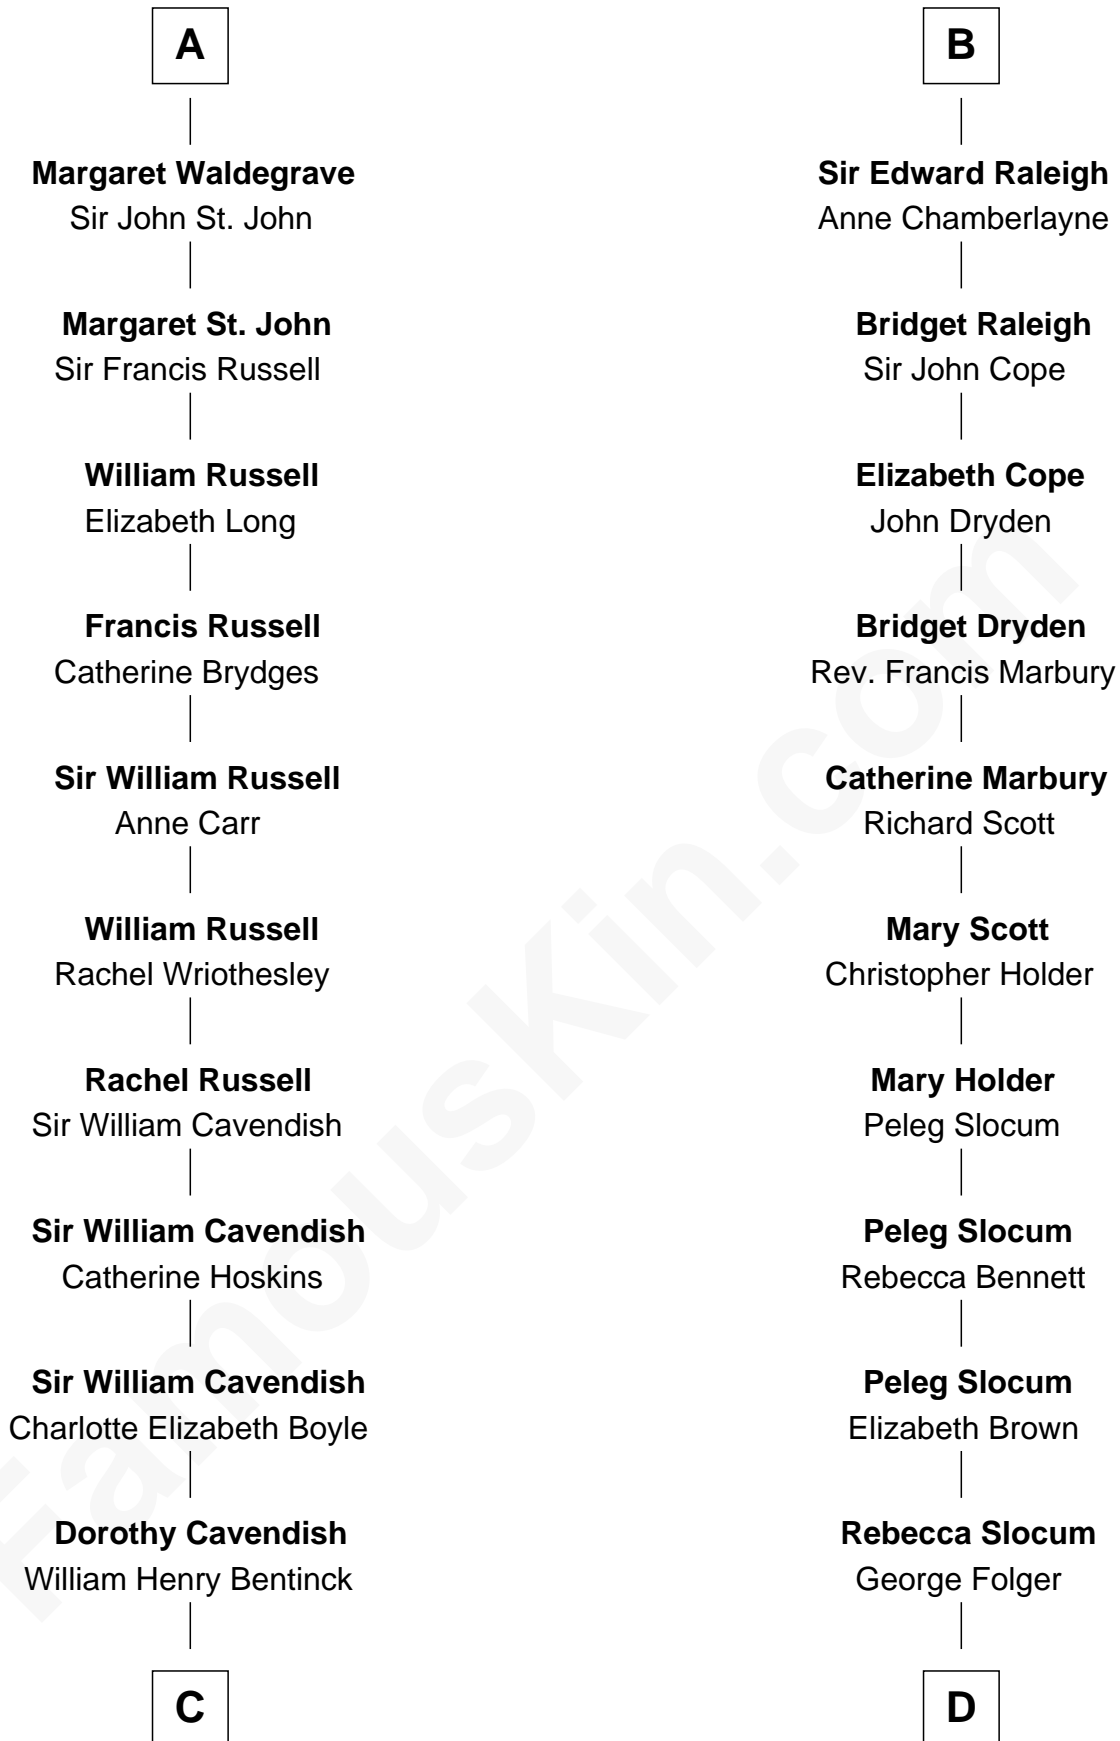 A
Margaret Waldegrave
Sir John St. John
Margaret St. John
Sir Francis Russell
William Russell
Elizabeth Long
Francis Russell
Catherine Brydges
Sir William Russell
Anne Carr
William Russell
Rachel Wriothesley
Rachel Russell
Sir William Cavendish
Sir William Cavendish
Catherine Hoskins
Sir William Cavendish
Charlotte Elizabeth Boyle
Dorothy Cavendish
William Henry Bentinck
C
B
Sir Edward Raleigh
Anne Chamberlayne
Bridget Raleigh
Sir John Cope
Elizabeth Cope
John Dryden
Bridget Dryden
Rev. Francis Marbury
Catherine Marbury
Richard Scott
Mary Scott
Christopher Holder
Mary Holder
Peleg Slocum
Peleg Slocum
Rebecca Bennett
Peleg Slocum
Elizabeth Brown
Rebecca Slocum
George Folger
D
FamousKin.com